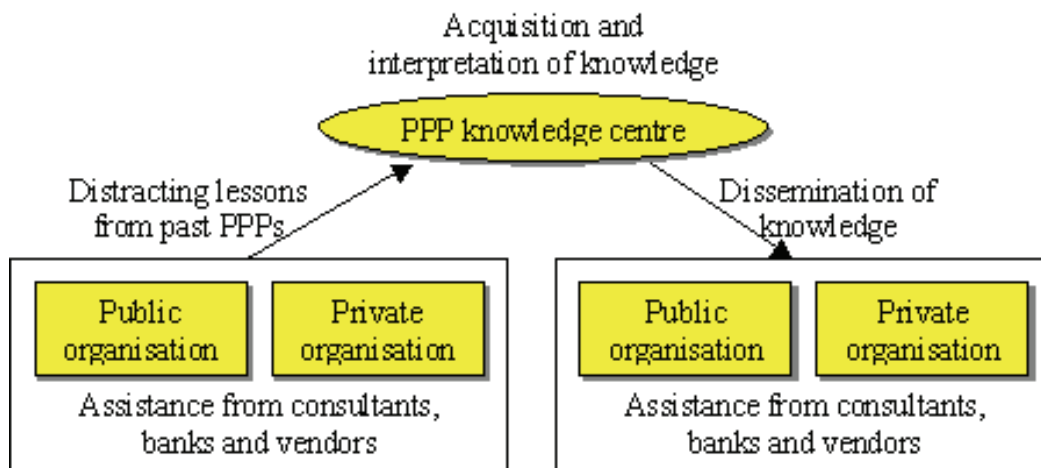 Acquisition and
interpretation of knowledge
PPP knowledge centre
Distracting lessons
from past PPPs
Dissemination of
knowledge
Public
organisation
Private
organisation
Assistance from consultants,
banks and vendors
Public
organisation
Private
organisation
Assistance from consultants,
banks and vendors